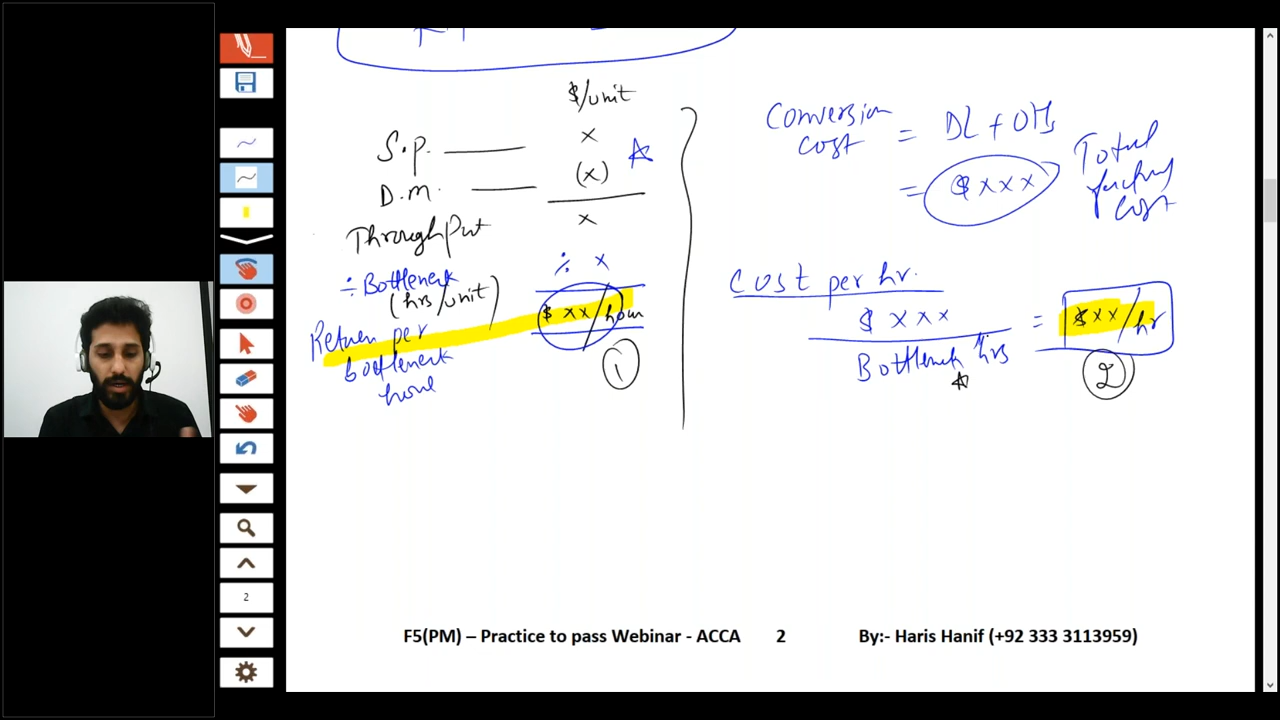 $/unit
S.p. x
D.M. (x)
Throughput x
÷ Bottleneck ÷ x
(hrs/unit)
Return per $ xx/hour
bottleneck
hour
1
Conversion cost = DL + OHs
= $ xxx Total factory cost
Cost per hr.
$ xxx = $xx/hr
Bottleneck hrs
2
2
F5(PM) – Practice to pass Webinar - ACCA 2 By:- Haris Hanif (+92 333 3113959)